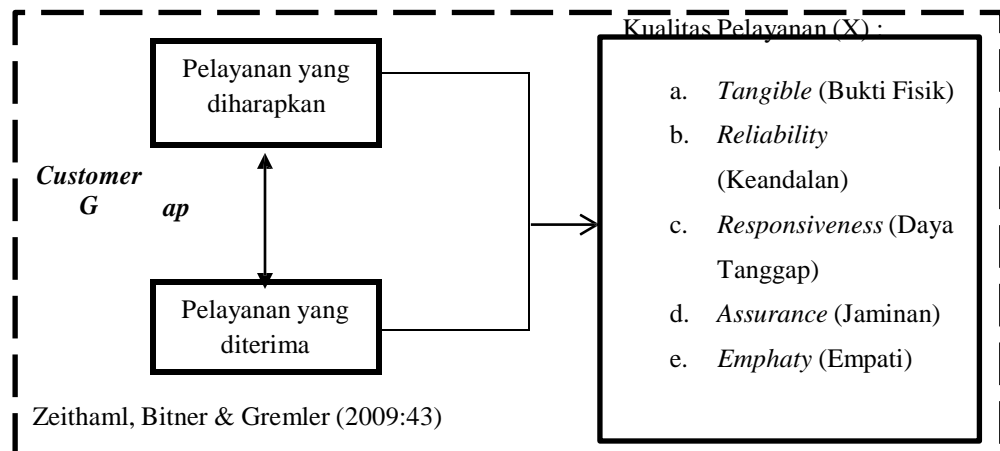 Pelayanan yang
diharapkan
Customer
G ap
Pelayanan yang
diterima
Zeithaml, Bitner & Gremler (2009:43)
Kualitas Pelayanan (X) :
a. Tangible (Bukti Fisik)
b. Reliability
(Keandalan)
c. Responsiveness (Daya
Tanggap)
d. Assurance (Jaminan)
e. Emphaty (Empati)